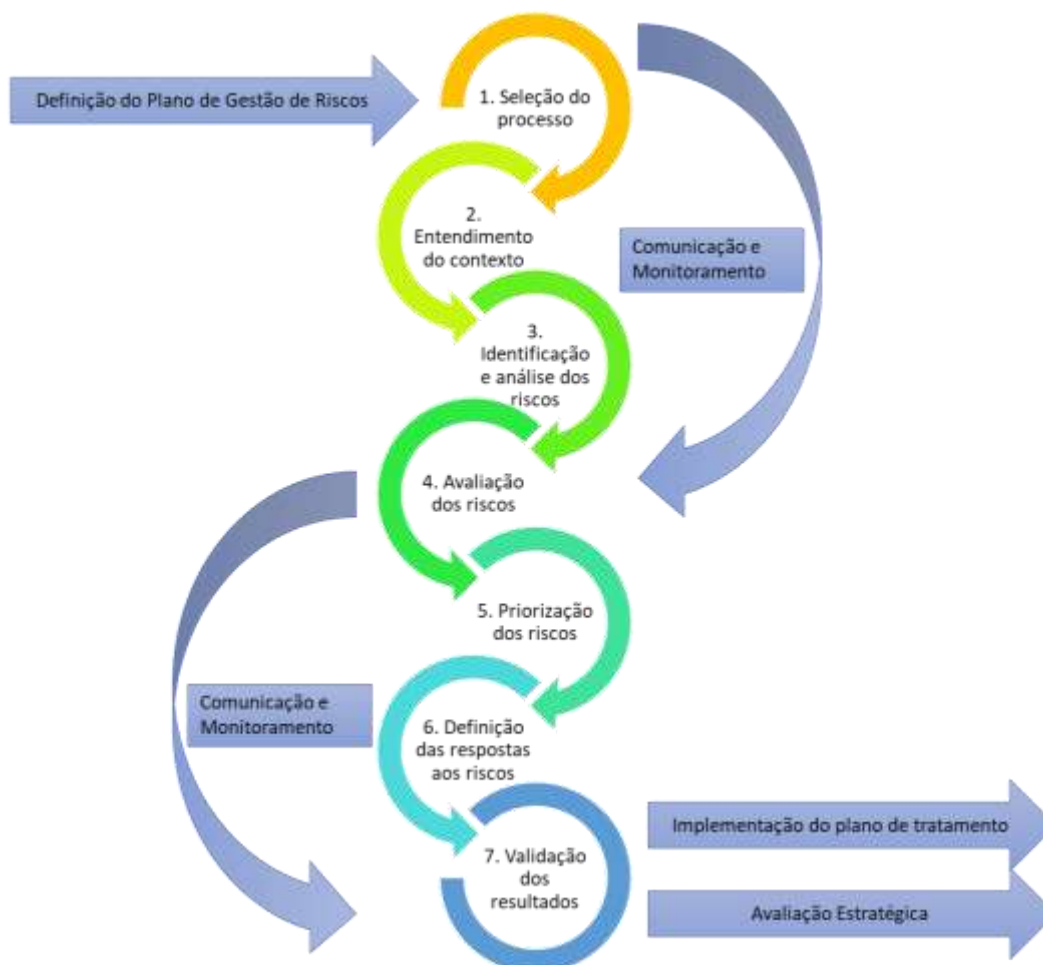 Definição do Plano de Gestão de Riscos
1. Seleção do
processo
2.
Entendimento
do contexto
Comunicação e
Monitoramento
3.
Identificação
e análise dos
riscos
4. Avaliação
dos riscos
5. Priorização
dos riscos
Comunicação e
Monitoramento
6. Definição
das respostas
aos riscos
7. Validação
dos
resultados
Implementação do plano de tratamento
Avaliação Estratégica